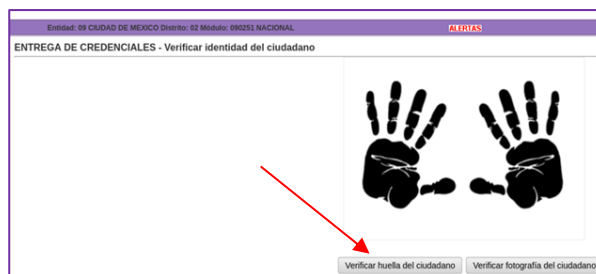 Entidad: 09 CIUDAD DE MEXICO Distrito: 02 Módulo: 090251 NACIONAL ALERTAS
ENTREGA DE CREDENCIALES - Verificar identidad del ciudadano
Verificar huella del ciudadano Verificar fotografía del ciudadano